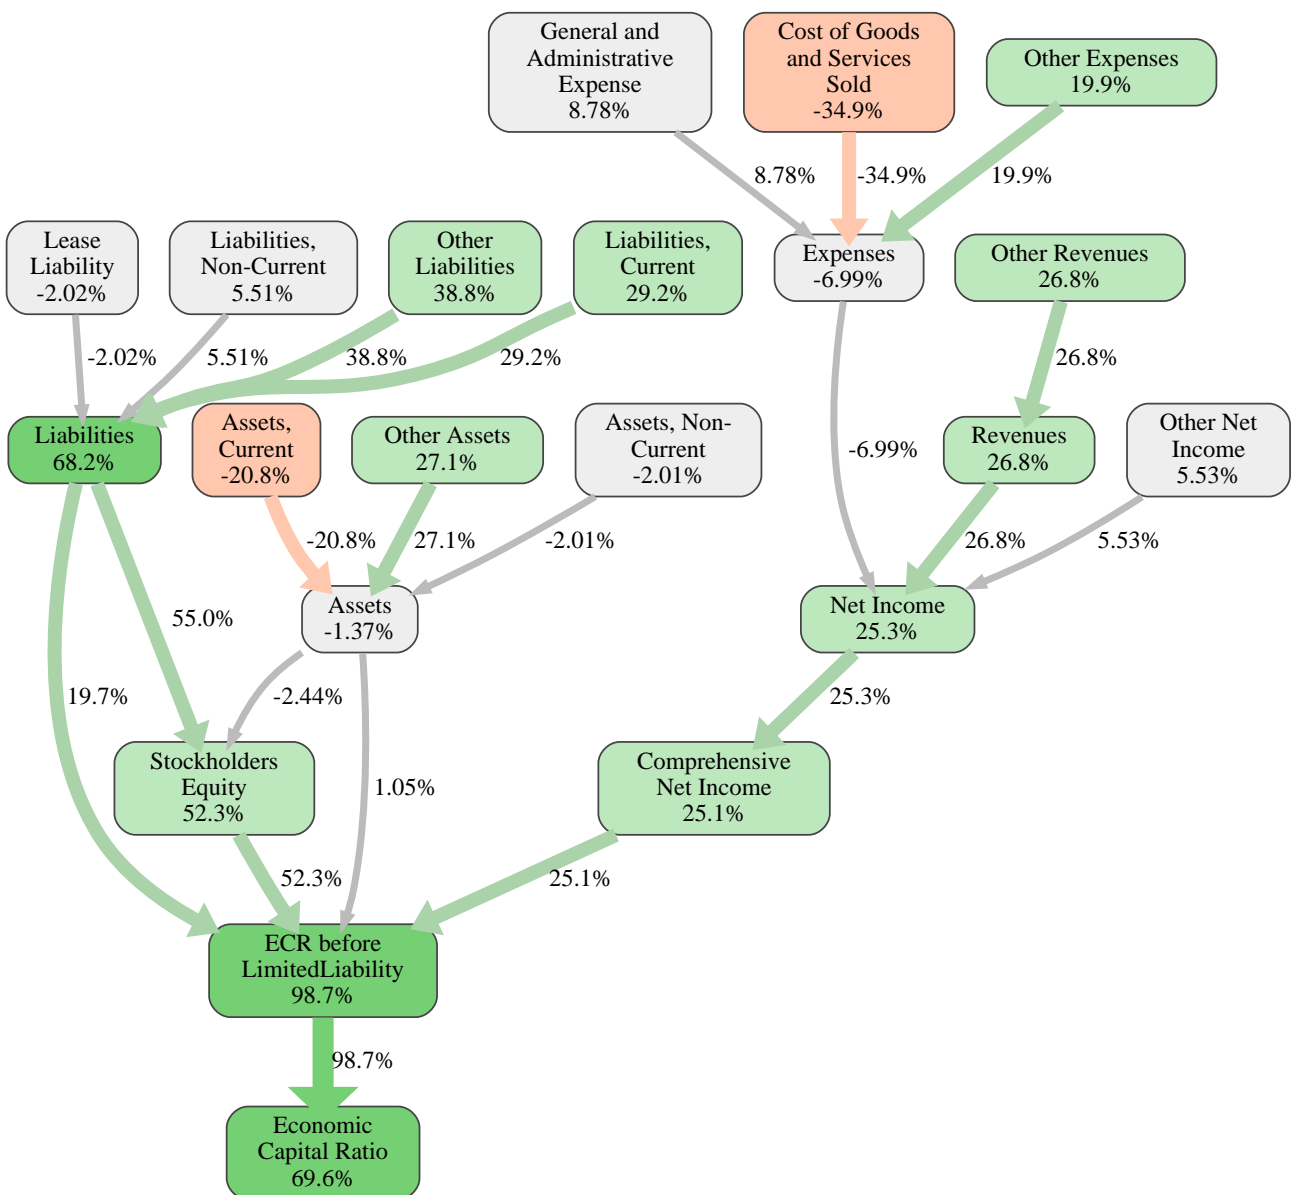 General and
Administrative
Expense
8.78%
Cost of Goods
and Services
Sold
-34.9%
Other Expenses
19.9%
8.78%
-34.9%
19.9%
Lease
Liability
-2.02%
Liabilities,
Non-Current
5.51%
Other
Liabilities
38.8%
Liabilities,
Current
29.2%
Expenses
-6.99%
Other Revenues
26.8%
-2.02%
5.51%
38.8%
29.2%
26.8%
Liabilities
68.2%
Assets,
Current
-20.8%
Other Assets
27.1%
Assets, Non-
Current
-2.01%
-6.99%
Revenues
26.8%
Other Net
Income
5.53%
-20.8%
27.1%
-2.01%
26.8%
5.53%
55.0%
Assets
-1.37%
Net Income
25.3%
19.7%
-2.44%
25.3%
Stockholders
Equity
52.3%
1.05%
Comprehensive
Net Income
25.1%
52.3%
25.1%
ECR before
LimitedLiability
98.7%
98.7%
Economic
Capital Ratio
69.6%